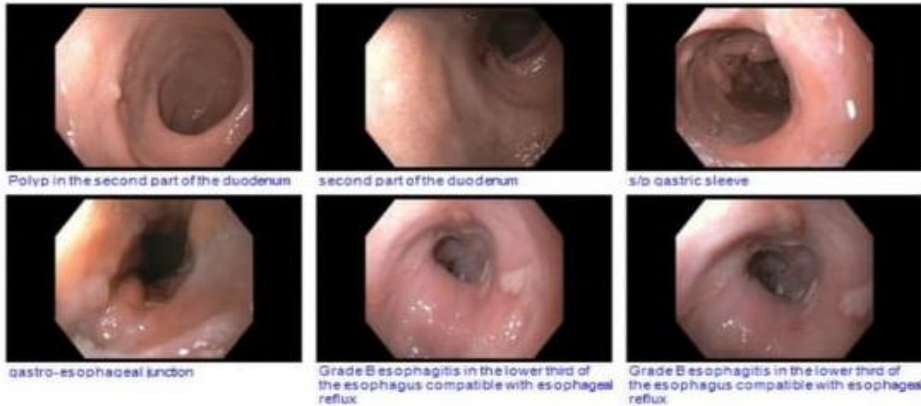 Polyp in the second part of the duodenum
second part of the duodenum
s/p gastric sleeve
gastro-esophageal junction
Grade B esophagitis in the lower third of
the esophagus compatible with esophageal
reflux
Grade B esophagitis in the lower third of
the esophagus compatible with esophageal
reflux